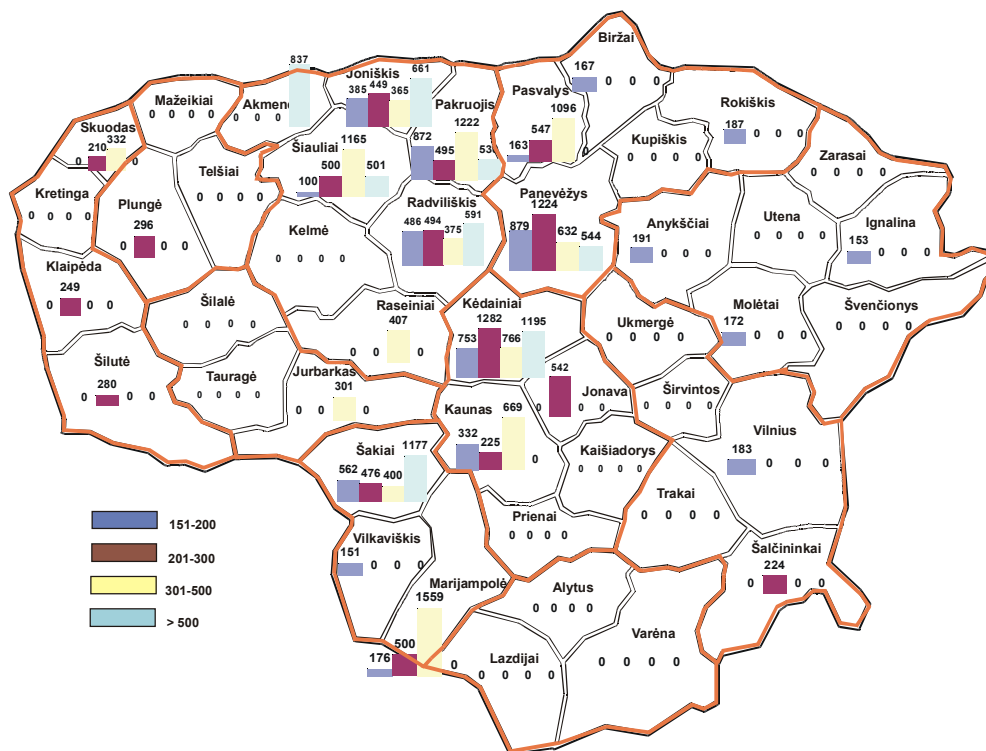 Biržai
167
0 0 0
837
Joniškis
385 449 365 661
Mažeikiai
0 0 0 0
Akmenė
0 0 0
Pakruojis
872 495 1222
Pasvalys
163 547 1096
Rokiškis
187 0 0 0
Skuodas
0 210 332 0
Šiauliai
100 500 1165 501
Kupiškis
0 0 0 0
Zarasai
0 0 0 0
Telšiai
0 0 0 0
Kretinga
0 0 0 0
Plungė
296
0 0 0
Radviliškis
486 494 375 591
Panevėžys
879 1224 632 544
Anykščiai
191 0 0 0
Utena
0 0 0 0
Ignalina
153 0 0 0
Kelmė
0 0 0 0
Klaipėda
249
0 0 0
Šilalė
0 0 0 0
Raseiniai
407
0 0 0
Kėdainiai
753 1282 766 1195
Ukmergė
0 0 0 0
Molėtai
172 0 0 0
Švenčionys
0 0 0 0
Šilutė
280
0 0 0
Tauragė
0 0 0 0
Jurbarkas
301
0 0 0
542
Jonava
0 0 0
Širvintos
0 0 0 0
Kaunas
332 225 669 0
Kaišiadorys
0 0 0 0
Vilnius
183 0 0 0
Šakiai
562 476 400 1177
Trakai
0 0 0 0
Prienai
0 0 0 0
Vilkaviškis
151 0 0 0
Šalčininkai
224
0 0 0
Marijampolė
176 500 1559 0
Alytus
0 0 0 0
Varėna
0 0 0 0
Lazdijai
0 0 0 0
151-200
201-300
301-500
> 500